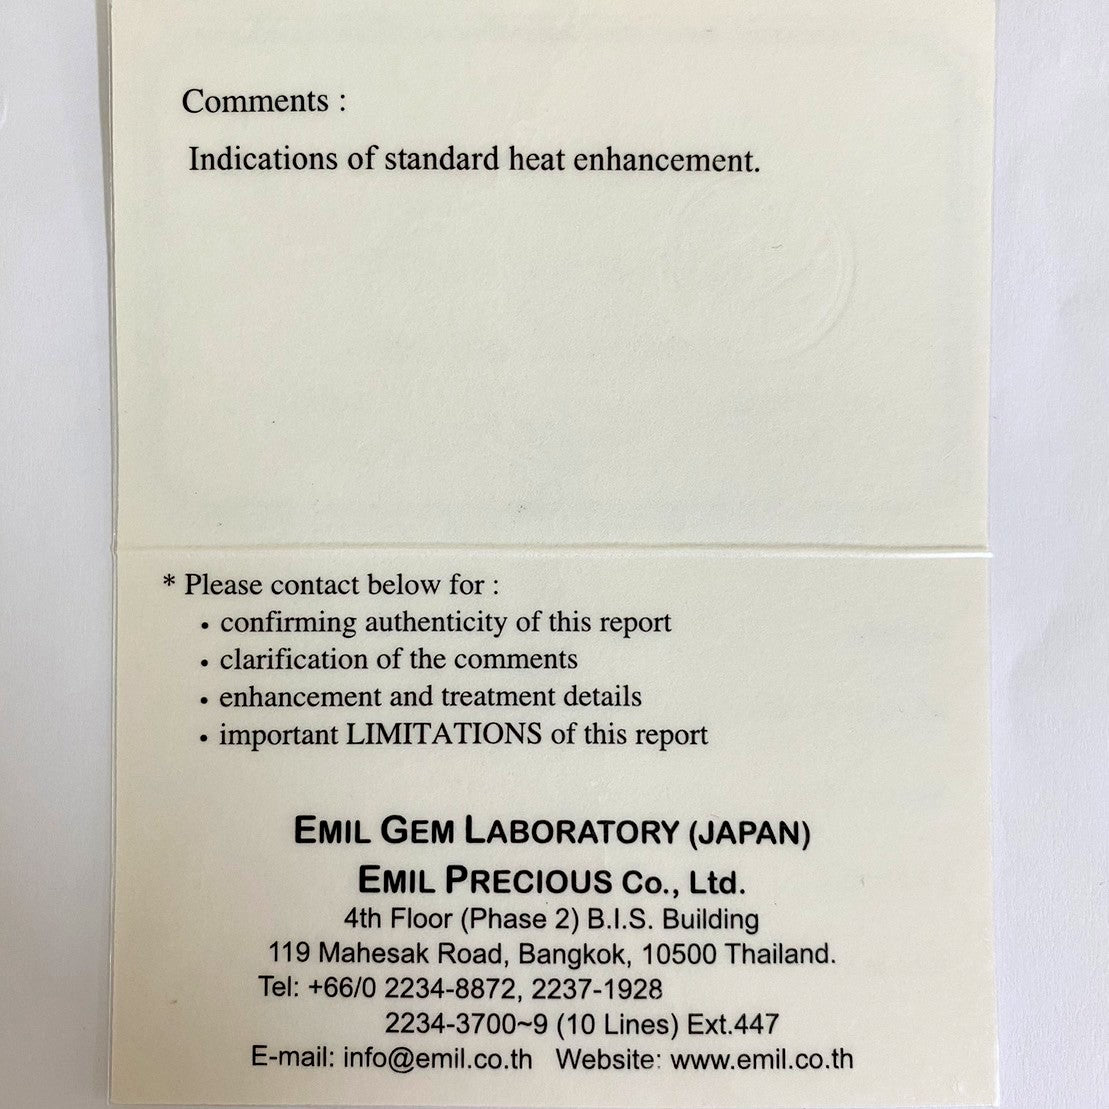 Comments :
Indications of standard heat enhancement.
* Please contact below for :
• confirming authenticity of this report
• clarification of the comments
• enhancement and treatment details
• important LIMITATIONS of this report
EMIL GEM LABORATORY (JAPAN)
EMIL PRECIOUS Co., Ltd.
4th Floor (Phase 2) B.I.S. Building
119 Mahesak Road, Bangkok, 10500 Thailand.
Tel: +66/0 2234-8872, 2237-1928
2234-3700~9 (10 Lines) Ext.447
E-mail: info@emil.co.th Website: www.emil.co.th